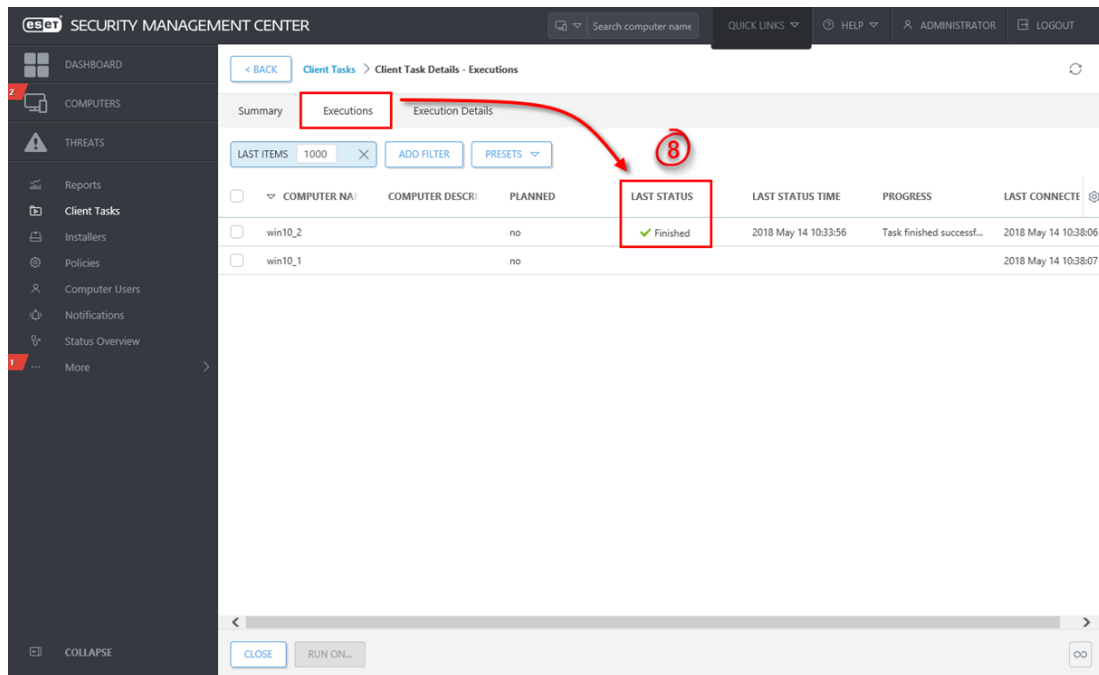 eseT SECURITY MANAGEMENT CENTER
Search computer name
QUICK LINKS
HELP
ADMINISTRATOR
LOGOUT
DASHBOARD
2
COMPUTERS
THREATS
Reports
Client Tasks
Installers
Policies
Computer Users
Notifications
Status Overview
1
More
COLLAPSE
< BACK Client Tasks > Client Task Details - Executions
Summary Executions Execution Details
8
LAST ITEMS 1000 ADD FILTER PRESETS
COMPUTER NA COMPUTER DESCRI PLANNED LAST STATUS LAST STATUS TIME PROGRESS LAST CONNECTE
win10_2 no Finished 2018 May 14 10:33:56 Task finished successf... 2018 May 14 10:38:06
win10_1 no 2018 May 14 10:38:07
CLOSE RUN ON...